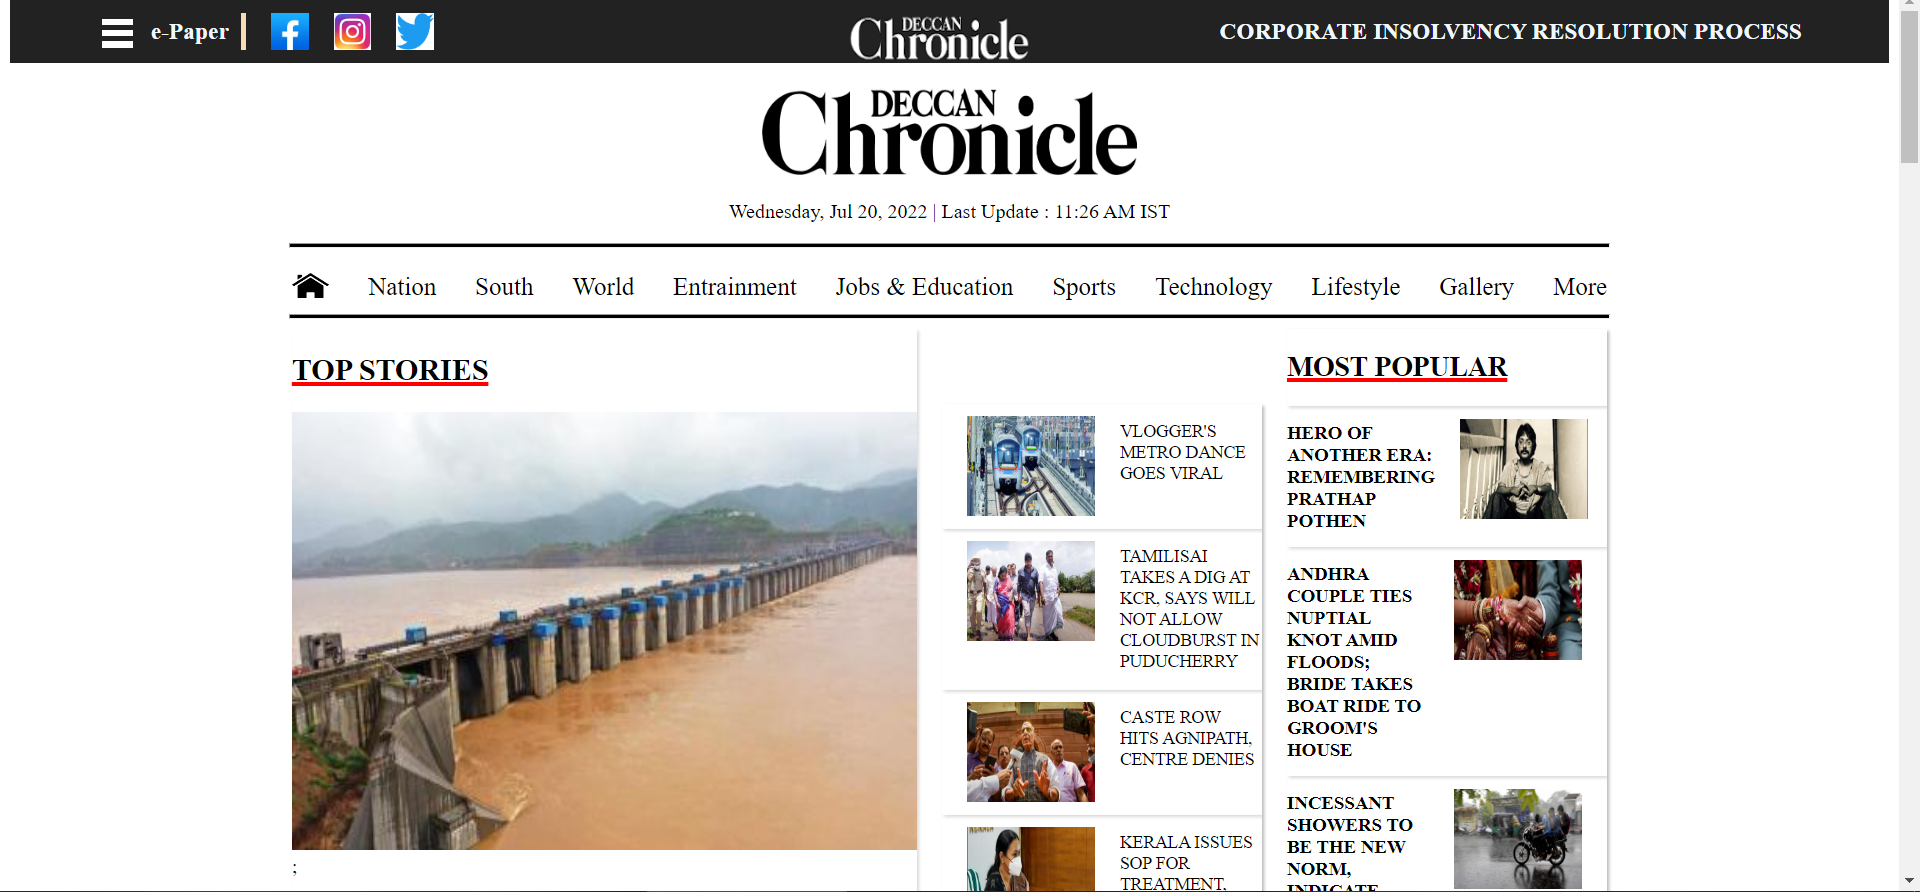 e-Paper
DECCAN
Chronicle
CORPORATE INSOLVENCY RESOLUTION PROCESS
DECCAN
Chronicle
Wednesday, Jul 20, 2022 | Last Update : 11:26 AM IST
Nation South World Entrainment Jobs & Education Sports Technology Lifestyle Gallery More
TOP STORIES
;
VLOGGER'S
METRO DANCE
GOES VIRAL
TAMILISAI
TAKES A DIG AT
KCR, SAYS WILL
NOT ALLOW
CLOUDBURST IN
PUDUCHERRY
CASTE ROW
HITS AGNIPATH,
CENTRE DENIES
KERALA ISSUES
SOP FOR
TREATMENT,
MOST POPULAR
HERO OF
ANOTHER ERA:
REMEMBERING
PRATHAP
POTHEN
ANDHRA
COUPLE TIES
NUPTIAL
KNOT AMID
FLOODS;
BRIDE TAKES
BOAT RIDE TO
GROOM'S
HOUSE
INCESSANT
SHOWERS TO
BE THE NEW
NORM,
INDICATE